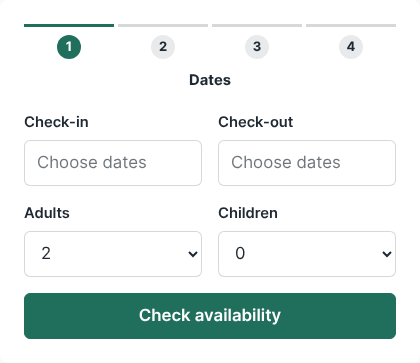 1 2 3 4
Dates
Check-in Check-out
Choose dates Choose dates
Adults Children
2 0
Check availability